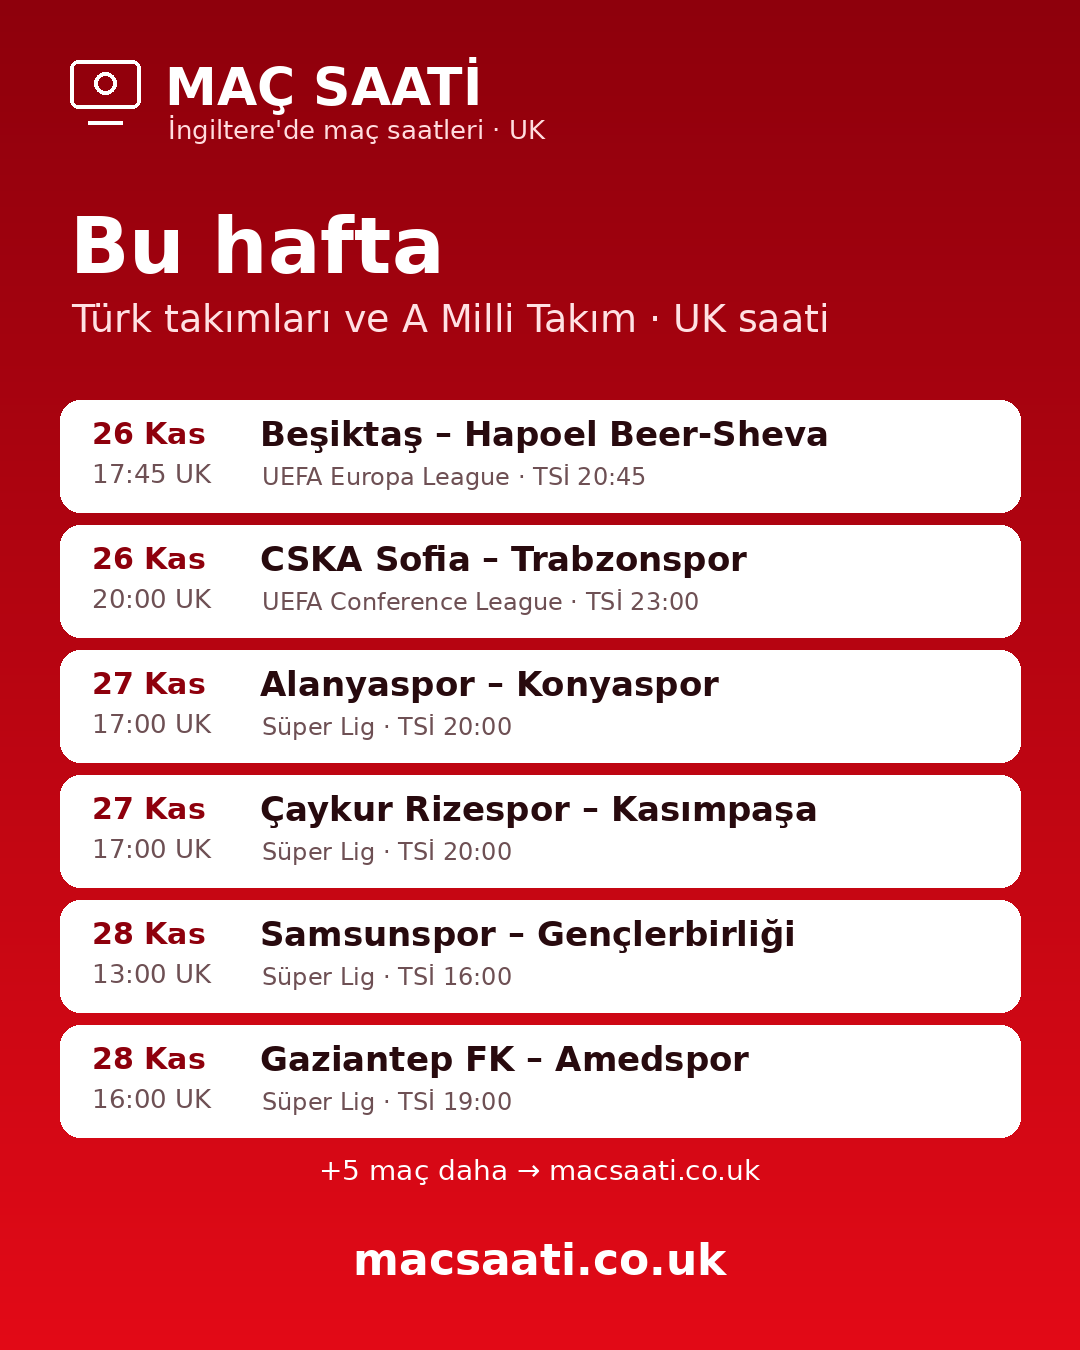 MAÇ SAATİ
İngiltere'de maç saatleri · UK
Bu hafta
Türk takımları ve A Milli Takım · UK saati
26 Kas
Beşiktaş – Hapoel Beer-Sheva
17:45 UK
UEFA Europa League · TSİ 20:45
26 Kas
CSKA Sofia – Trabzonspor
20:00 UK
UEFA Conference League · TSİ 23:00
27 Kas
Alanyaspor – Konyaspor
17:00 UK
Süper Lig · TSİ 20:00
27 Kas
Çaykur Rizespor – Kasımpaşa
17:00 UK
Süper Lig · TSİ 20:00
28 Kas
Samsunspor – Gençlerbirliği
13:00 UK
Süper Lig · TSİ 16:00
28 Kas
Gaziantep FK – Amedspor
16:00 UK
Süper Lig · TSİ 19:00
+5 maç daha → macsaati.co.uk
macsaati.co.uk